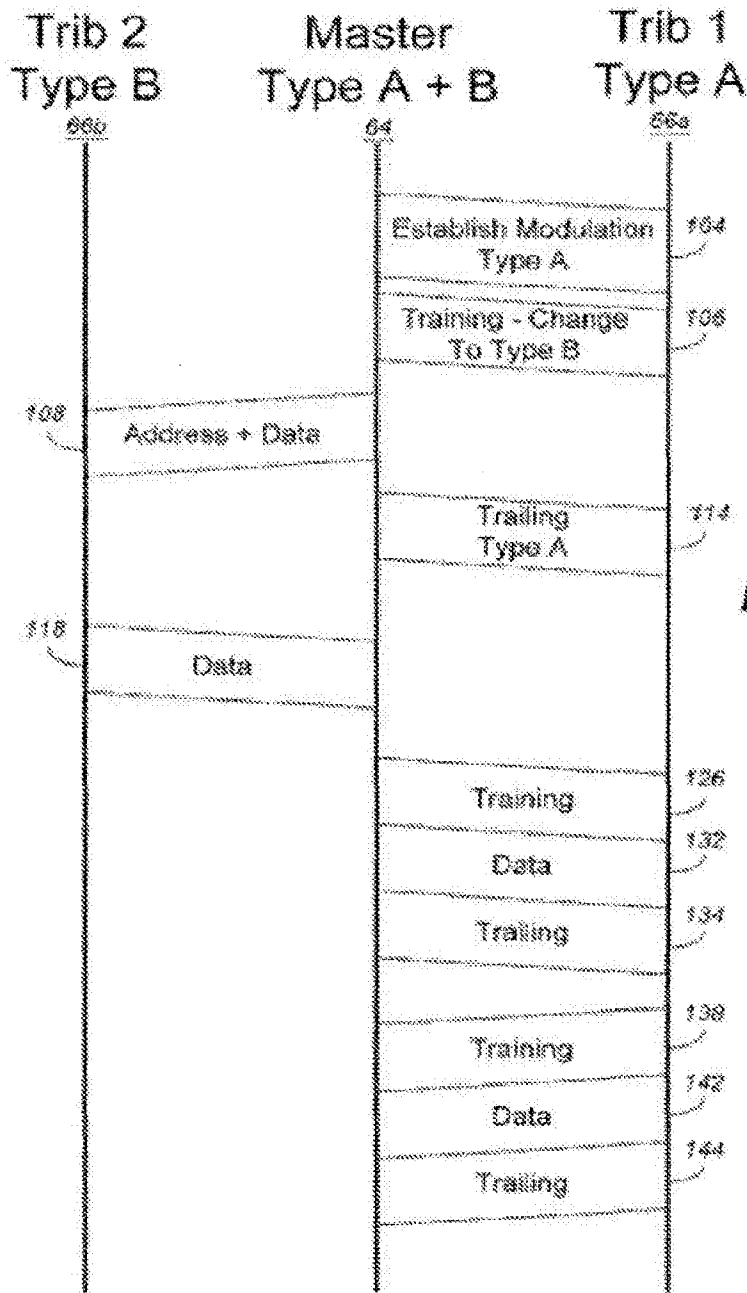 Trib 2
Type B
66b
Master
Type A + B
64
Trib 1
Type A
66a
Establish Modulation
Type A
104
Training - Change
To Type B
106
108
Address + Data
Trailing
Type A
114
118
Data
Training
126
Data
132
Trailing
134
Training
138
Data
142
Trailing
144